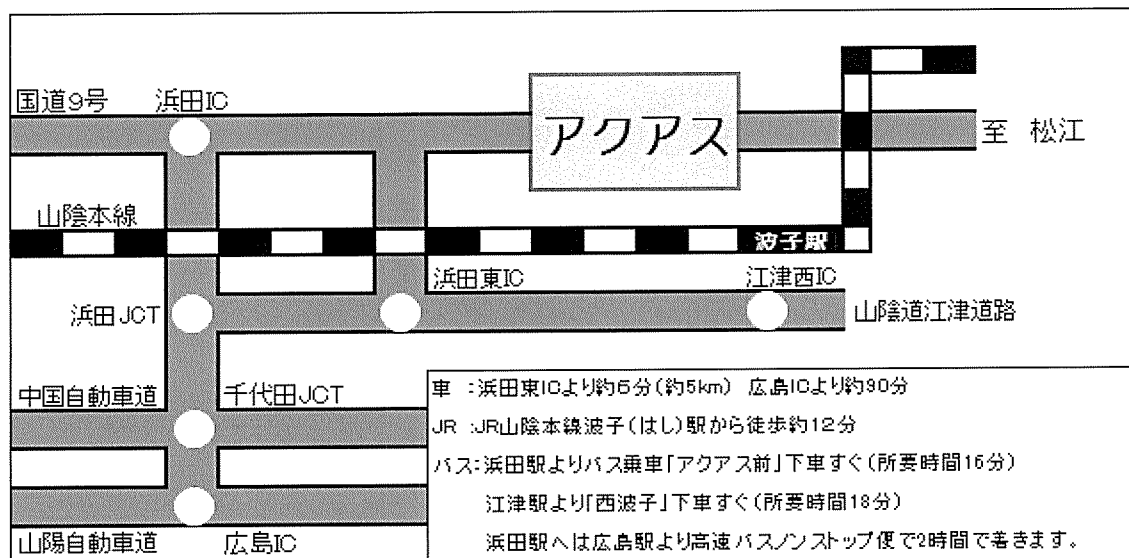 国道9号
浜田IC
アクアス
至 松江
山陰本線
波子駅
浜田東IC
江津西IC
浜田JCT
山陰道江津道路
中国自動車道
千代田JCT
山陽自動車道
広島IC
車 :浜田東ICより約6分(約5km) 広島ICより約90分
JR :JR山陰本線波子(はし)駅から徒歩約12分
バス:浜田駅よりバス乗車「アクアス前」下車すぐ(所要時間16分)
江津駅より「西波子」下車すぐ(所要時間18分)
浜田駅へは広島駅より高速バスノンストップ便で2時間で着きます。